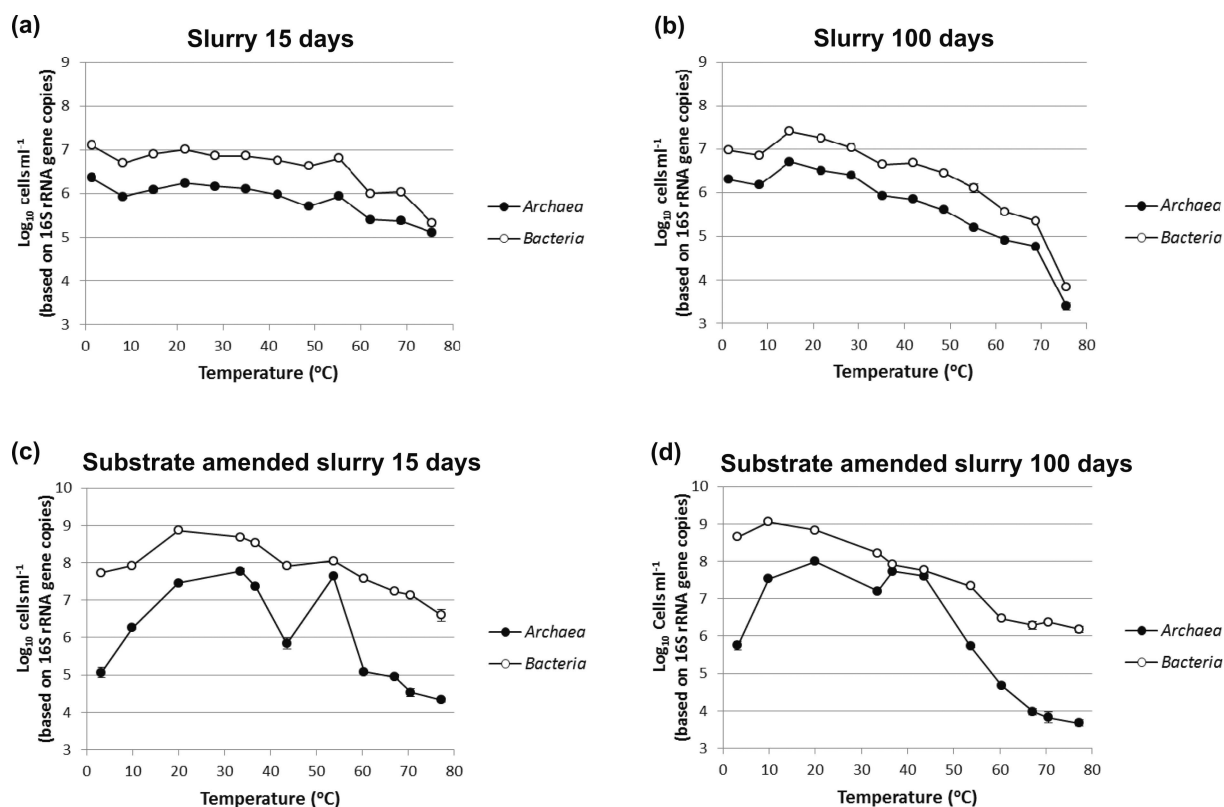 (a)
Slurry 15 days
Log₁₀ cells ml⁻¹
(based on 16S rRNA gene copies)
9
8
7
6
5
4
3
0 10 20 30 40 50 60 70 80
Temperature (ºC)
Archaea
Bacteria
(b)
Slurry 100 days
Log₁₀ cells ml⁻¹
(based on 16S rRNA gene copies)
9
8
7
6
5
4
3
0 10 20 30 40 50 60 70 80
Temperature (ºC)
Archaea
Bacteria
(c)
Substrate amended slurry 15 days
Log₁₀ cells ml⁻¹
(based on 16S rRNA gene copies)
10
9
8
7
6
5
4
3
0 10 20 30 40 50 60 70 80
Temperature (ºC)
Archaea
Bacteria
(d)
Substrate amended slurry 100 days
Log₁₀ Cells ml⁻¹
(based on 16S rRNA gene copies)
10
9
8
7
6
5
4
3
0 10 20 30 40 50 60 70 80
Temperature (ºC)
Archaea
Bacteria